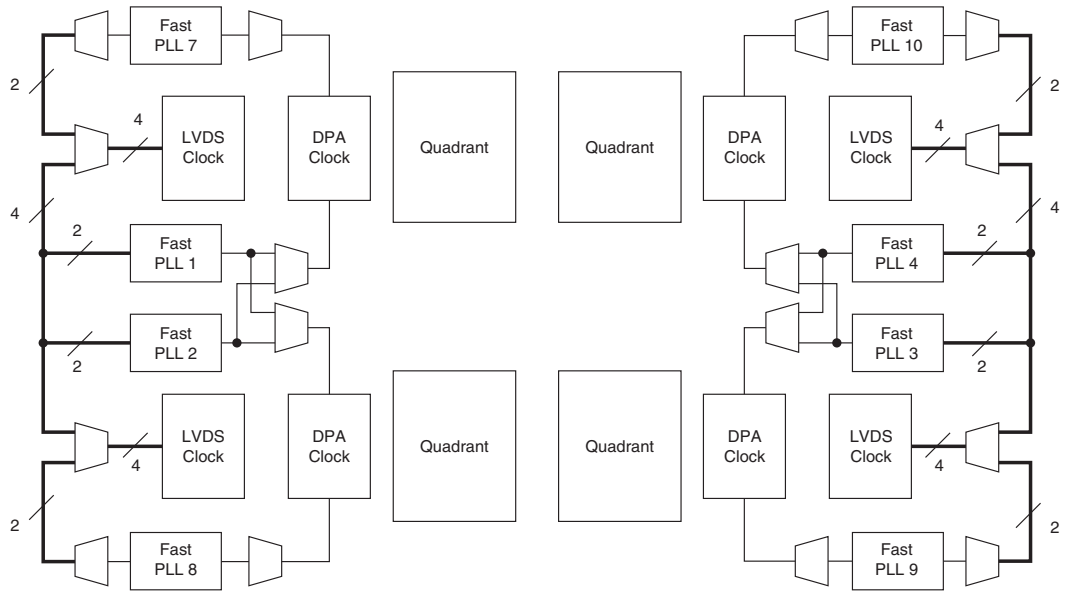 Fast
PLL 7
Fast
PLL 10
2
2
4
LVDS
Clock
DPA
Clock
Quadrant
Quadrant
DPA
Clock
LVDS
Clock
4
4
4
2
Fast
PLL 1
Fast
PLL 4
2
2
Fast
PLL 2
Fast
PLL 3
2
4
LVDS
Clock
DPA
Clock
Quadrant
Quadrant
DPA
Clock
LVDS
Clock
4
2
2
Fast
PLL 8
Fast
PLL 9